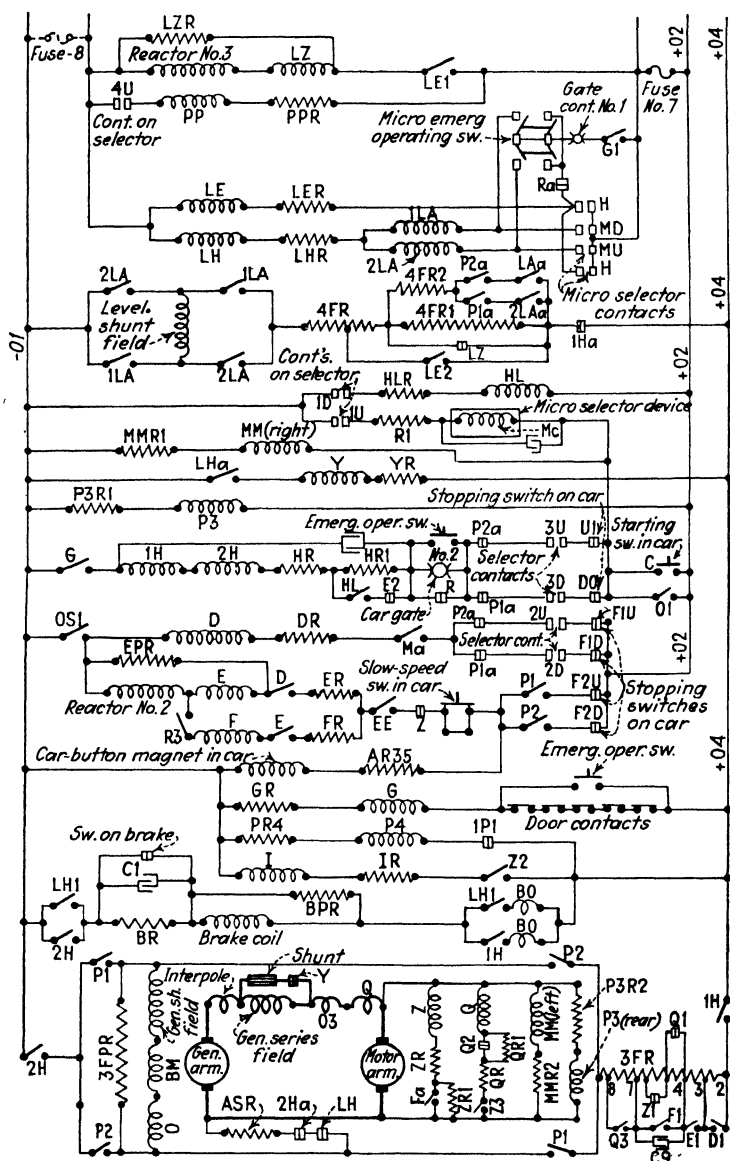 LZR
+02
+04
Fuse-8
Reactor No.3
LZ
LE1
4U
PP
PPR
Cont. on
selector
Fuse
No. 7
Gate
cont. No.1
Micro emerg
operating sw.
G1
Ra
LE
LER
H
1LA
MD
LH
LHR
2LA
MU
H
Micro selector
contacts
2LA
1LA
4FR2
P2a
LAa
Level.
shunt
field
4FR
4FR1
P1a
2LAa
LZ
1Ha
+04
-01
1LA
2LA
LE2
+02
Cont's.
on selector
HLR
HL
1D
1U
R1
Mc
Micro selector device
MMR1
MM(right)
LHa
Y
YR
P3R1
P3
Stopping switch on car
Emerg. oper. sw.
P2a
3U
U1
Starting
sw. in car
G
1H
2H
HR
HR1
No.2
Selector
contacts
C
HL
E2
R
P1a
3D
D0
01
Car gate
OS1
D
DR
Ma
P2a
2U
F1U
Selector cont.
P1a
2D
F1D
+02
EPR
E
D
ER
Slow-speed
sw. in car
P1
F2U
Reactor No.2
EE
Z
P2
F2D
Stopping
switches
on car
R3
F
E
FR
Car-button magnet in car
AR35
Emerg. oper. sw.
+04
GR
G
Door contacts
Sw. on brake
PR4
P4
1P1
C1
I
IR
Z2
LH1
BPR
LH1
BO
2H
BR
Brake coil
1H
BO
P1
Shunt
Y
P2
Interpole
Gen. sh.
field
03
Q
Gen. series
field
Z
Q
MM(left)
P3R2
P3(rear)
1H
2H
3FPR
BM
Gen.
arm.
Motor
arm.
ZR
Q2
QR1
QR
MMR2
Q1
3FR
Fa
ZR1
Z3
8
7
4
3
2
Z1
O
ASR
2Ha
LH
P2
P1
Q3
F1
E1
D1
C9